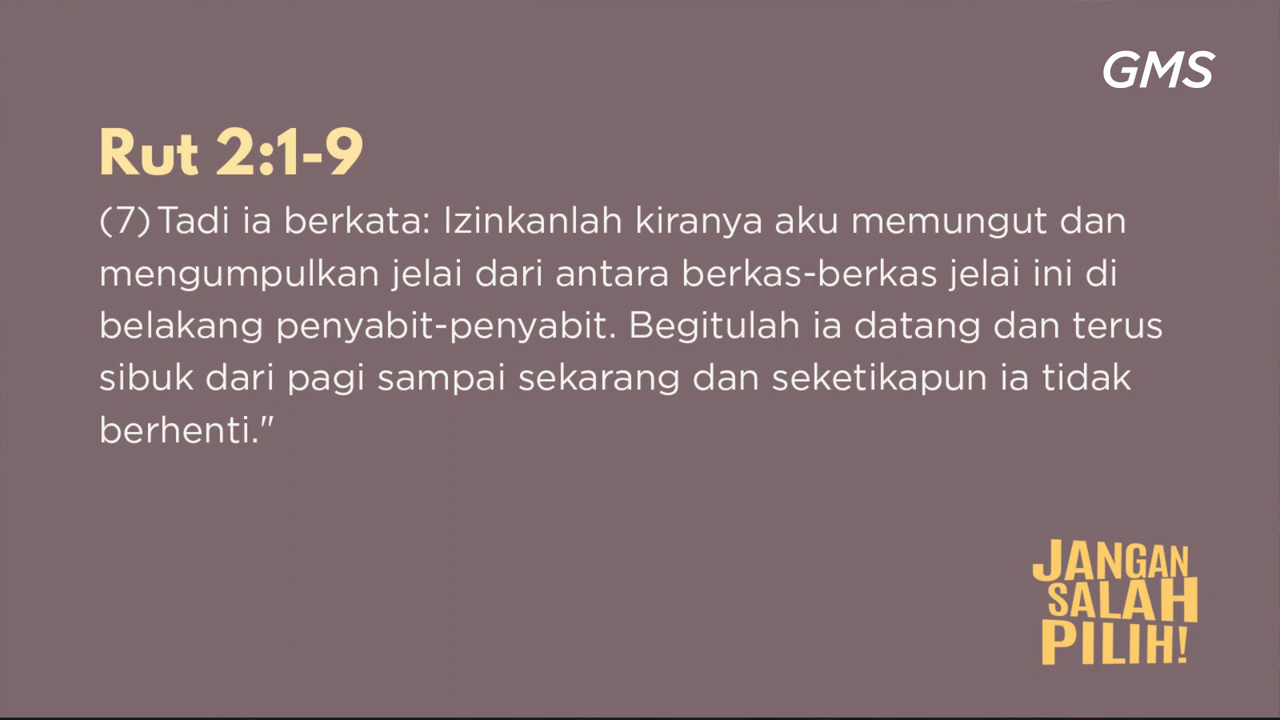 GMS
Rut 2:1-9
(7) Tadi ia berkata: Izinkanlah kiranya aku memungut dan
mengumpulkan jelai dari antara berkas-berkas jelai ini di
belakang penyabit-penyabit. Begitulah ia datang dan terus
sibuk dari pagi sampai sekarang dan seketikapun ia tidak
berhenti."
JANGAN
SALAH
PILIH!